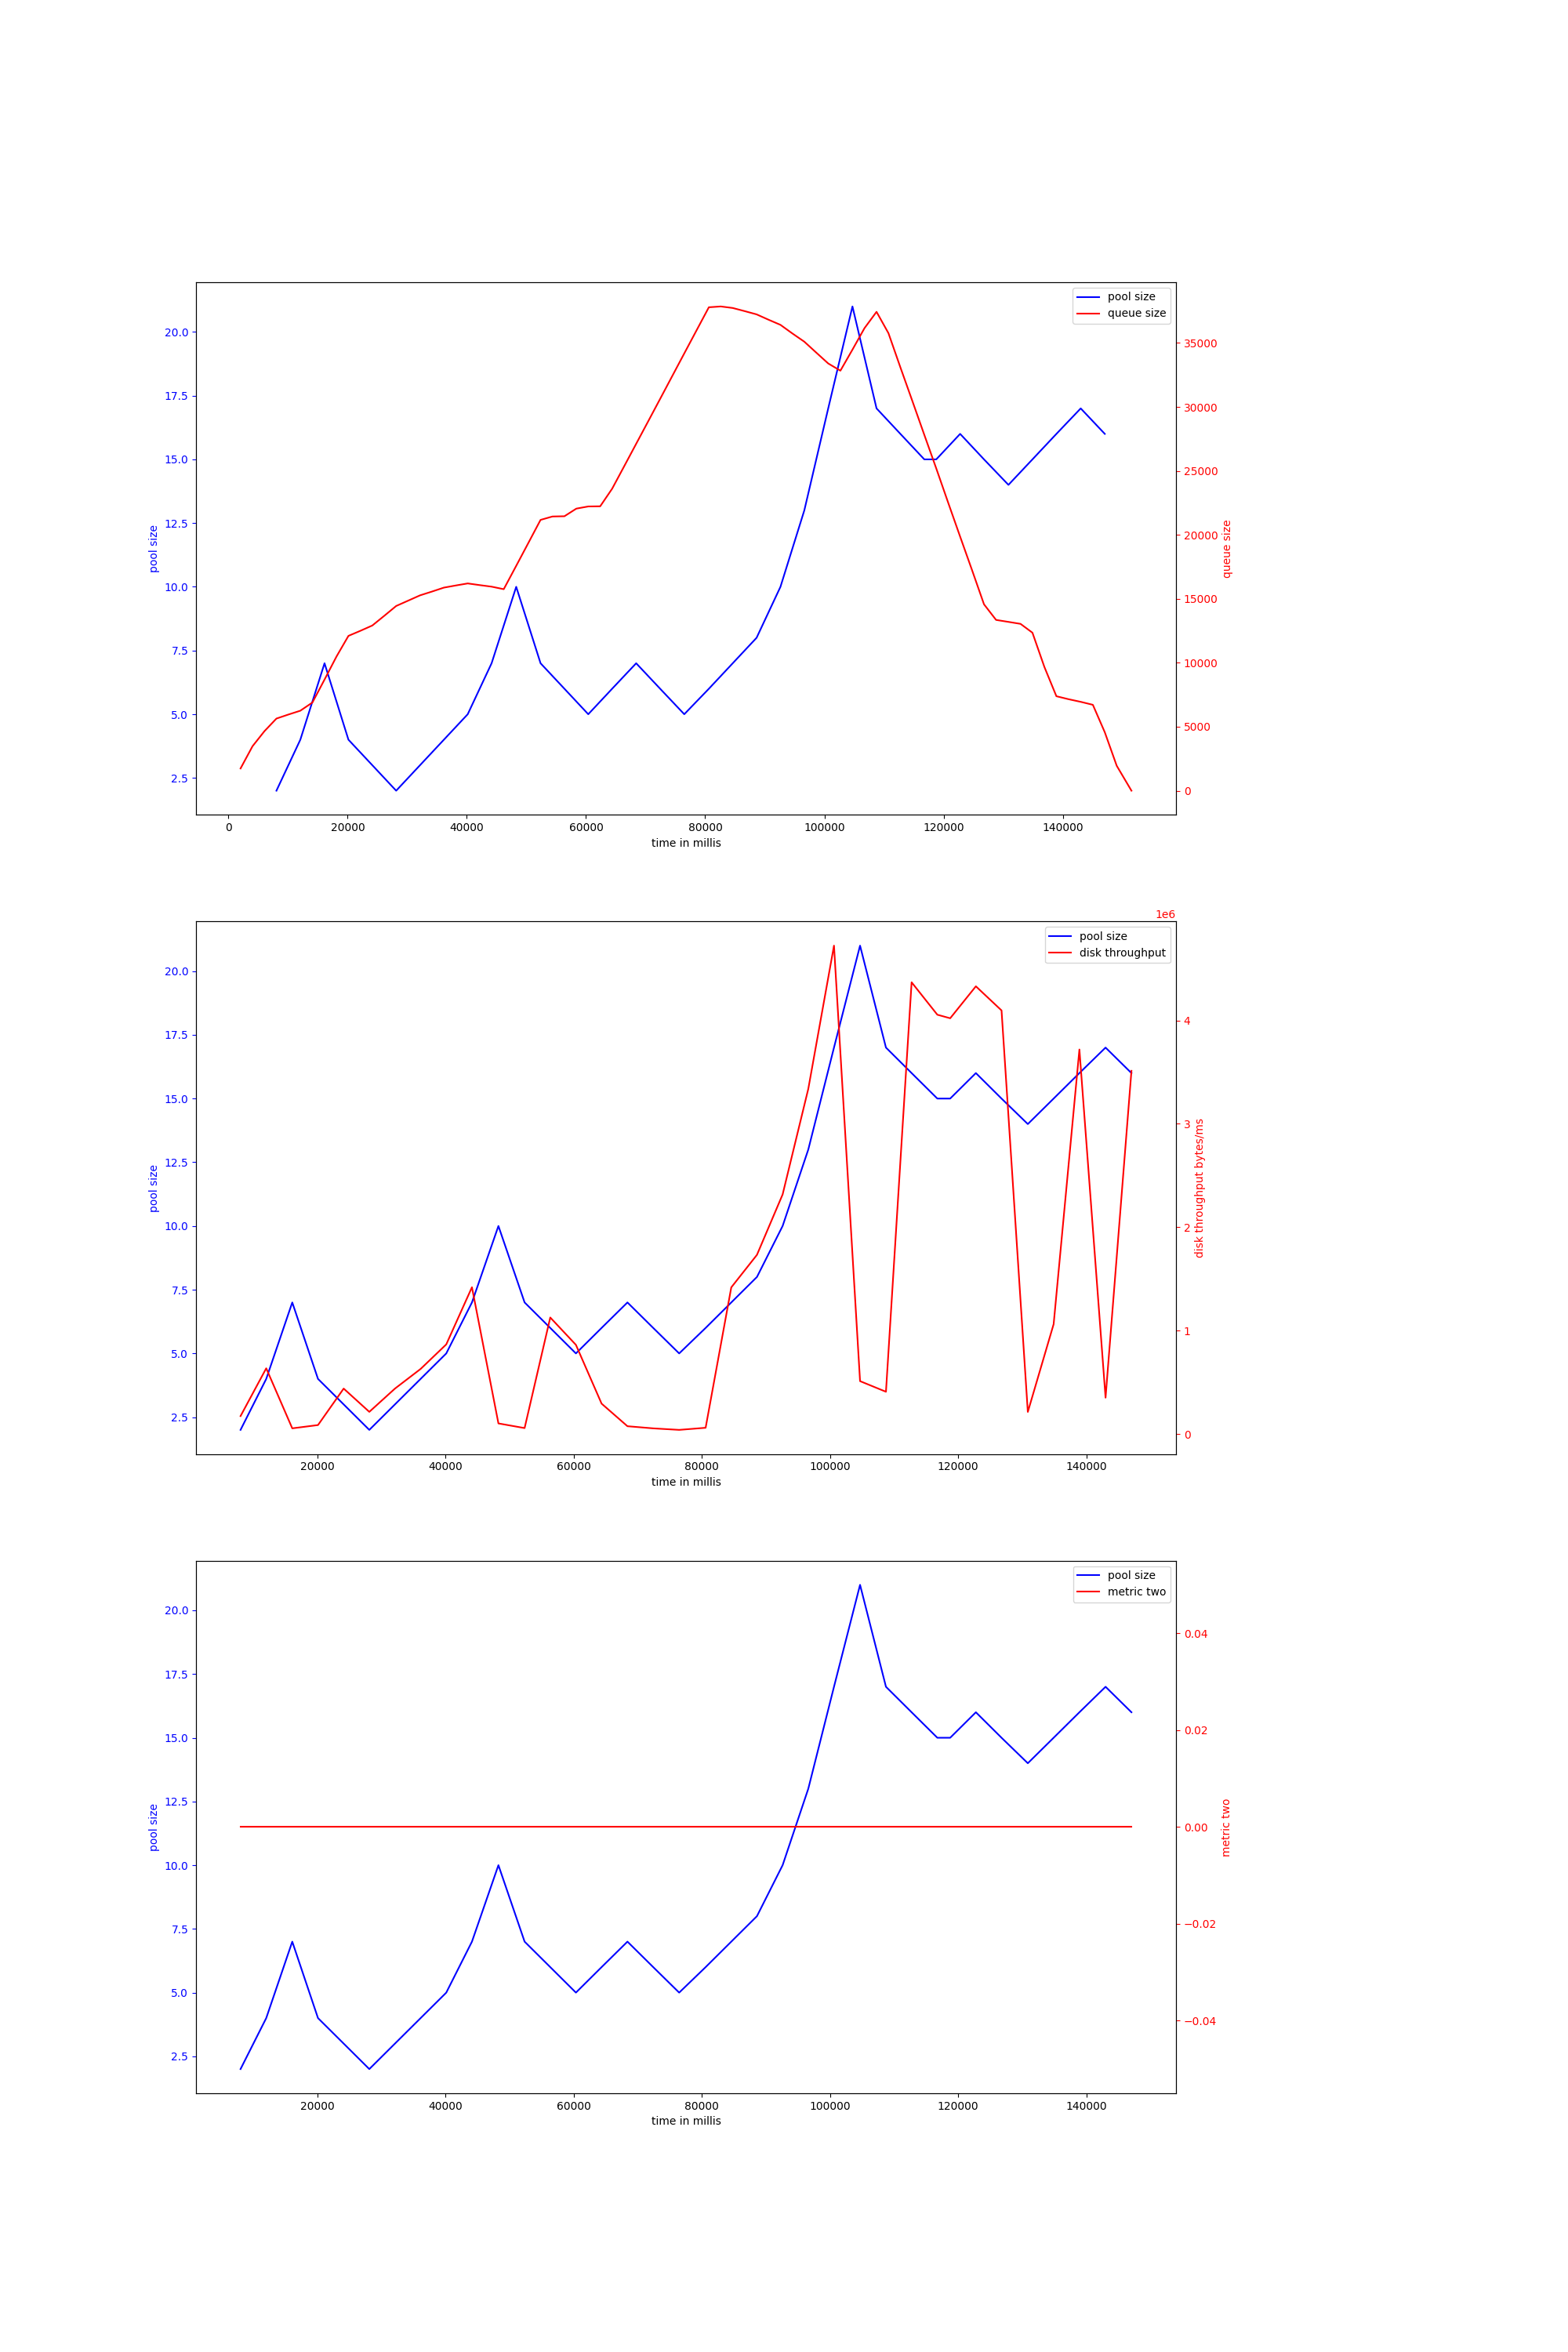 pool size
queue size
20.0
17.5
15.0
12.5
10.0
7.5
5.0
2.5
pool size
35000
30000
25000
20000
15000
10000
5000
0
queue size
0 20000 40000 60000 80000 100000 120000 140000
time in millis
1e6
pool size
disk throughput
20.0
17.5
15.0
12.5
10.0
7.5
5.0
2.5
pool size
4
3
2
1
0
disk throughput bytes/ms
20000 40000 60000 80000 100000 120000 140000
time in millis
pool size
metric two
20.0
17.5
15.0
12.5
10.0
7.5
5.0
2.5
pool size
0.04
0.02
0.00
−0.02
−0.04
metric two
20000 40000 60000 80000 100000 120000 140000
time in millis